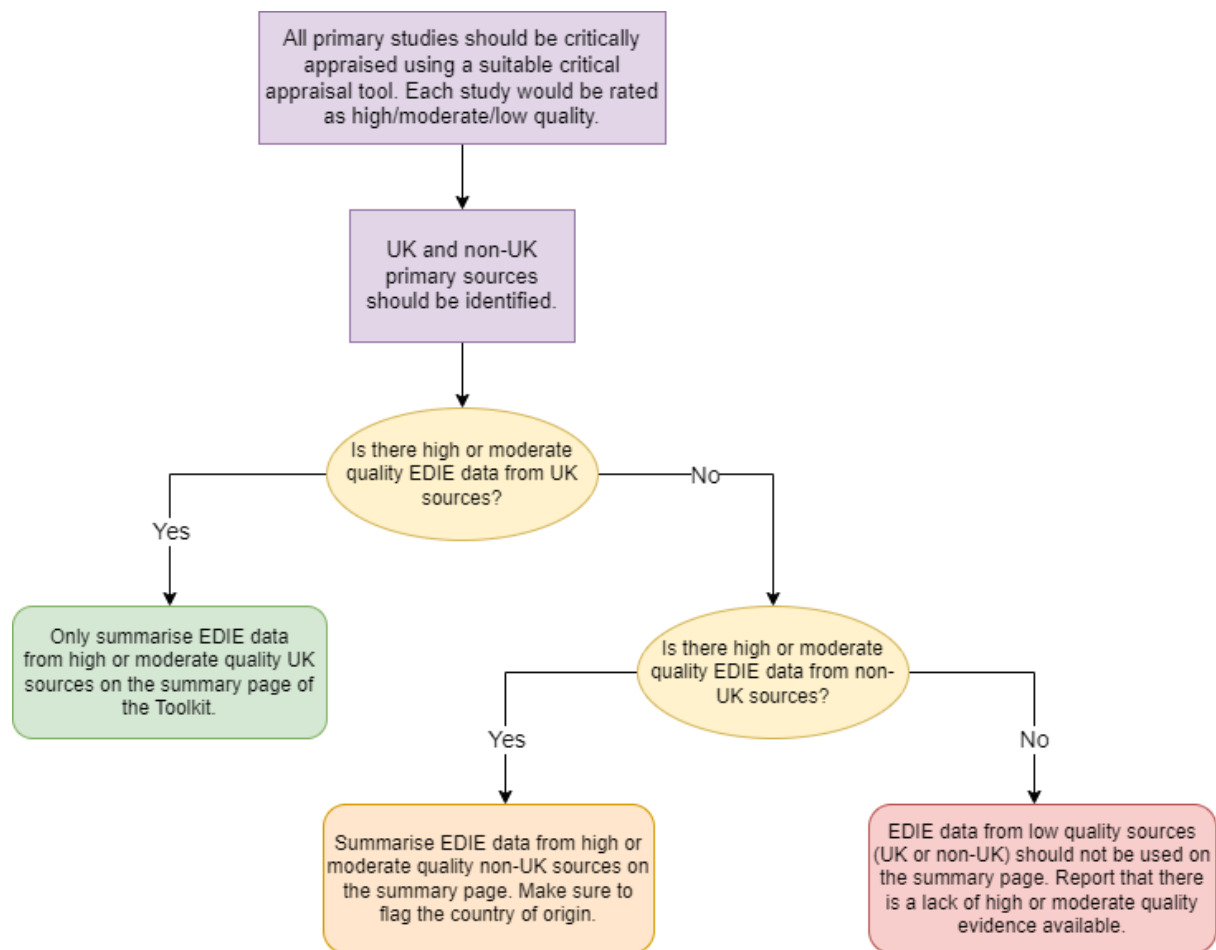 All primary studies should be critically
appraised using a suitable critical
appraisal tool. Each study would be rated
as high/moderate/low quality.
UK and non-UK
primary sources
should be identified.
Is there high or moderate
quality EDIE data from UK
sources?
Yes
No
Only summarise EDIE data
from high or moderate quality UK
sources on the summary page of
the Toolkit.
Is there high or moderate
quality EDIE data from non-
UK sources?
Yes
No
Summarise EDIE data from high or
moderate quality non-UK sources on
the summary page. Make sure to
flag the country of origin.
EDIE data from low quality sources
(UK or non-UK) should not be used on
the summary page. Report that there
is a lack of high or moderate quality
evidence available.